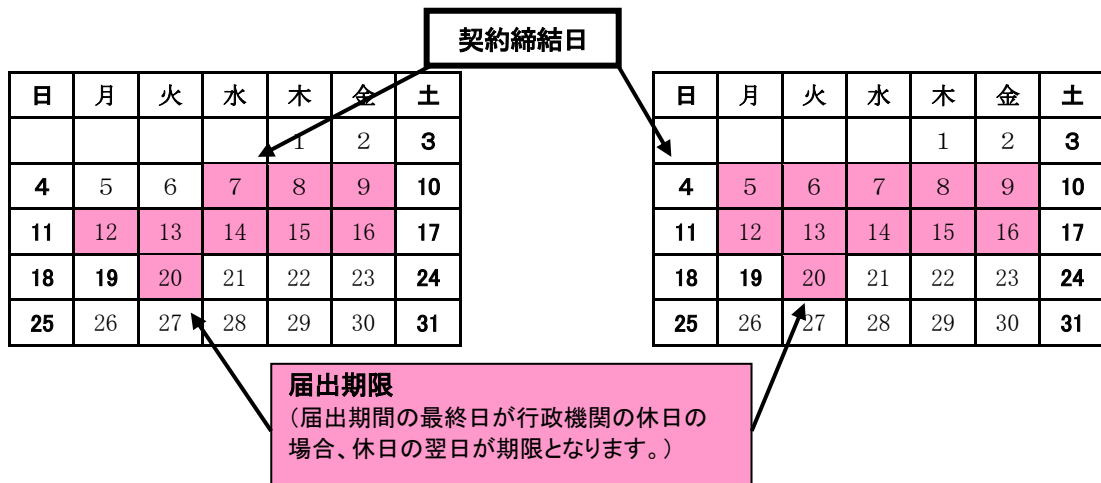 契約締結日
日 月 火 水 木 金 土
1 2 3
4 5 6 7 8 9 10
11 12 13 14 15 16 17
18 19 20 21 22 23 24
25 26 27 28 29 30 31
日 月 火 水 木 金 土
1 2 3
4 5 6 7 8 9 10
11 12 13 14 15 16 17
18 19 20 21 22 23 24
25 26 27 28 29 30 31
届出期限
（届出期間の最終日が行政機関の休日の
場合、休日の翌日が期限となります。）